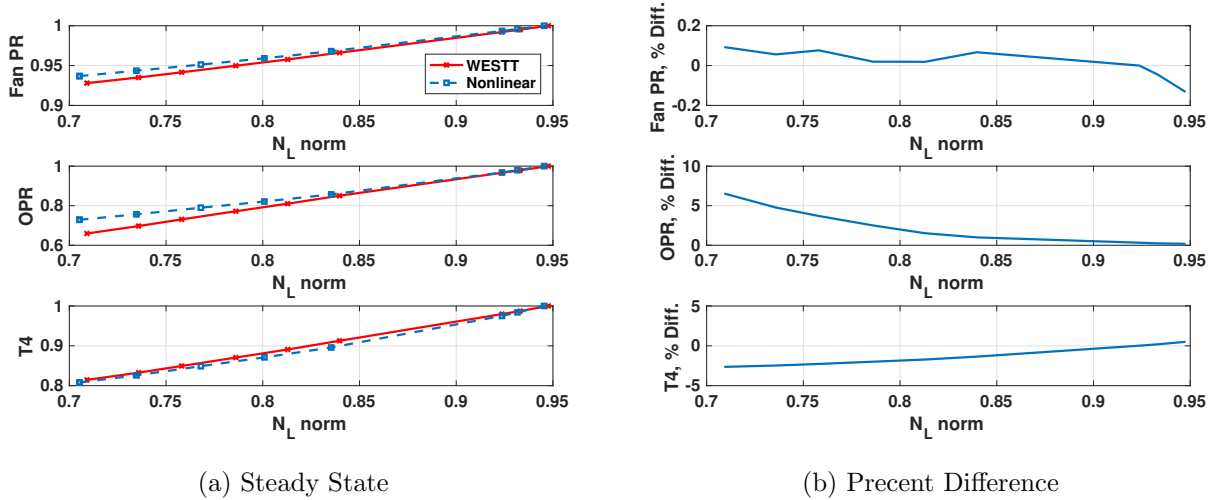 Fan PR
1
0.95
0.9
0.7 0.75 0.8 0.85 0.9 0.95
N_L norm
WESTT
Nonlinear
OPR
1
0.8
0.6
0.7 0.75 0.8 0.85 0.9 0.95
N_L norm
T4
1
0.9
0.8
0.7 0.75 0.8 0.85 0.9 0.95
N_L norm
(a) Steady State
Fan PR, % Diff.
0.2
0
-0.2
0.7 0.75 0.8 0.85 0.9 0.95
N_L norm
OPR, % Diff.
10
5
0
0.7 0.75 0.8 0.85 0.9 0.95
N_L norm
T4, % Diff.
5
0
-5
0.7 0.75 0.8 0.85 0.9 0.95
N_L norm
(b) Precent Difference